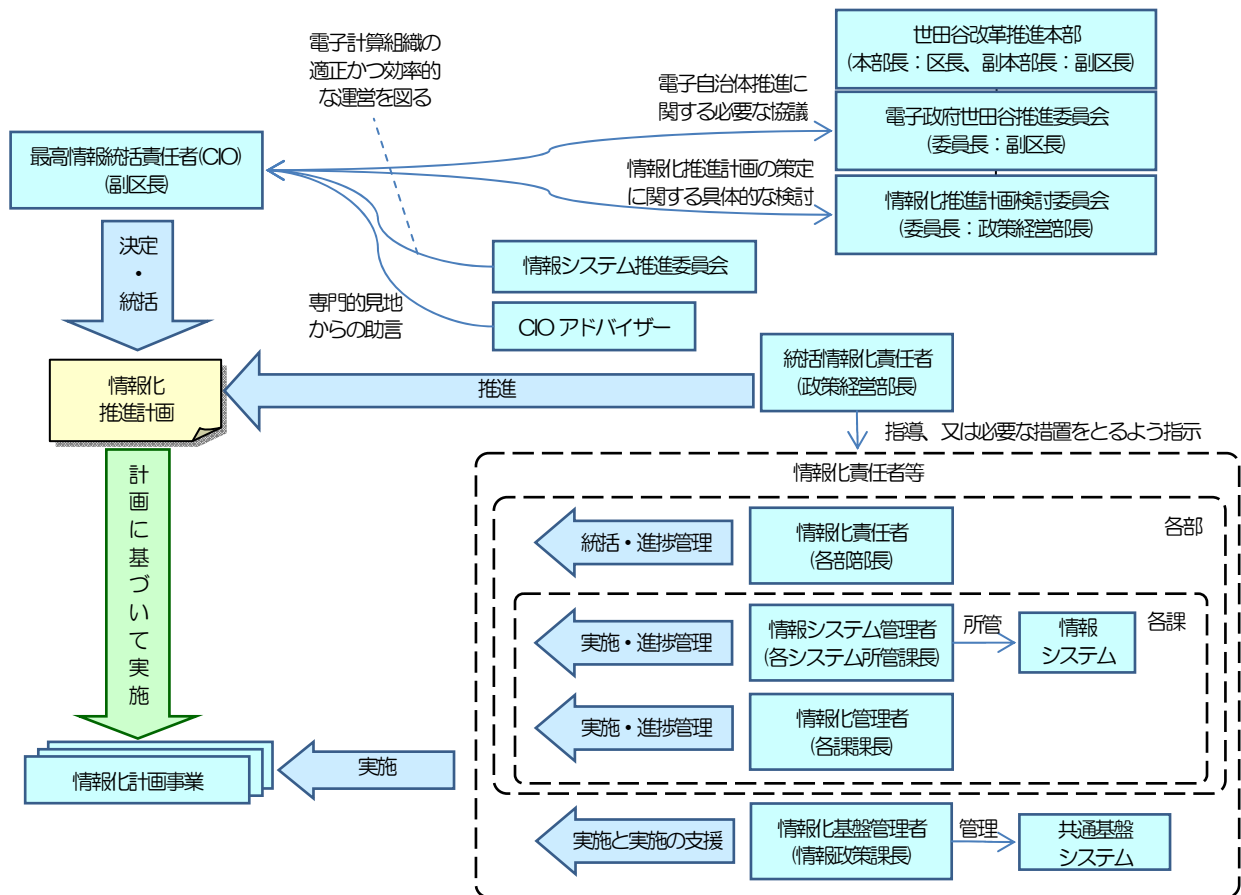 電子計算組織の
適正かつ効率的
な運営を図る
世田谷改革推進本部
(本部長：区長、副本部長：副区長)
電子自治体推進に
関する必要な協議
電子政府世田谷推進委員会
(委員長：副区長)
最高情報統括責任者(CIO)
(副区長)
情報化推進計画の策定
に関する具体的な検討
情報化推進計画検討委員会
(委員長：政策経営部長)
決定
・
統括
情報システム推進委員会
専門的見地
からの助言
CIO アドバイザー
統括情報化責任者
(政策経営部長)
推進
情報化
推進計画
指導、又は必要な措置をとるよう指示
情報化責任者等
計画に基づいて実施
各部
統括・進捗管理
情報化責任者
(各部部長)
各課
実施・進捗管理
情報システム管理者
(各システム所管課長)
所管
情報
システム
実施・進捗管理
情報化管理者
(各課課長)
実施
情報化計画事業
実施と実施の支援
情報化基盤管理者
(情報政策課長)
管理
共通基盤
システム